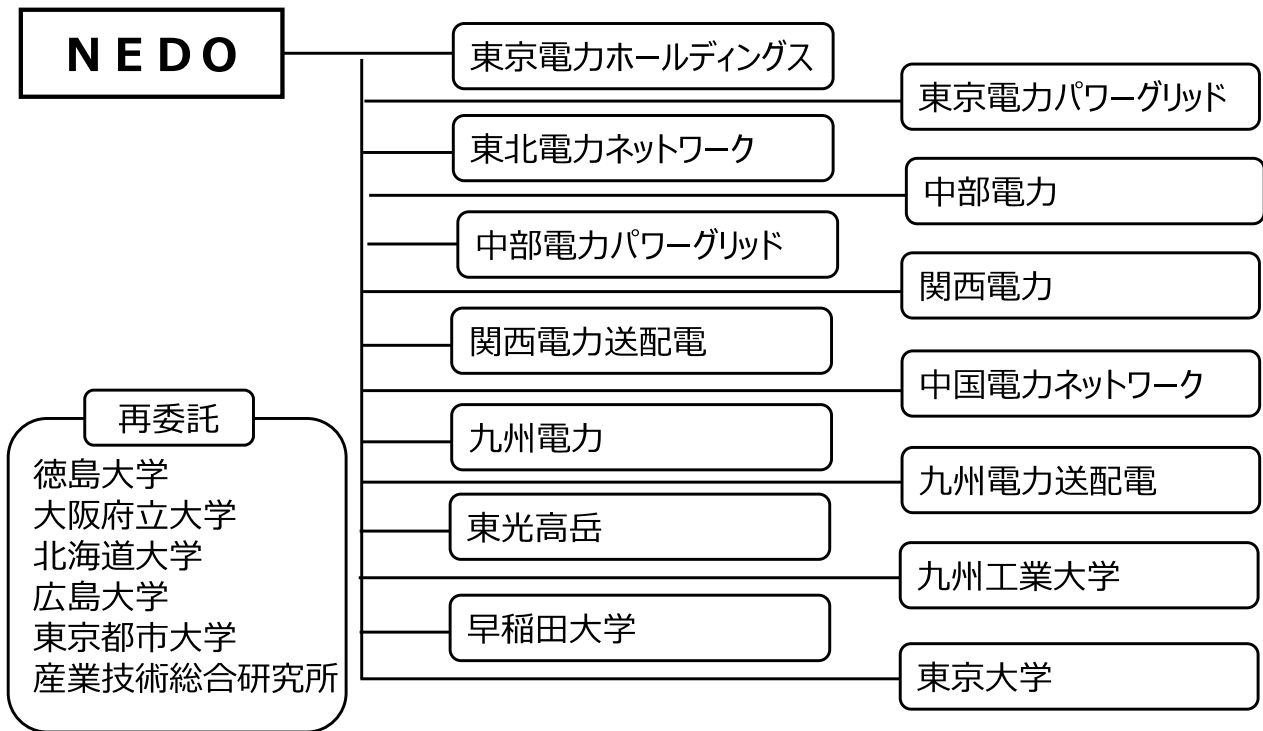 NEDO
東京電力ホールディングス
東京電力パワーグリッド
東北電力ネットワーク
中部電力
中部電力パワーグリッド
関西電力
関西電力送配電
中国電力ネットワーク
九州電力
九州電力送配電
東光高岳
九州工業大学
早稲田大学
東京大学
再委託
徳島大学
大阪府立大学
北海道大学
広島大学
東京都市大学
産業技術総合研究所